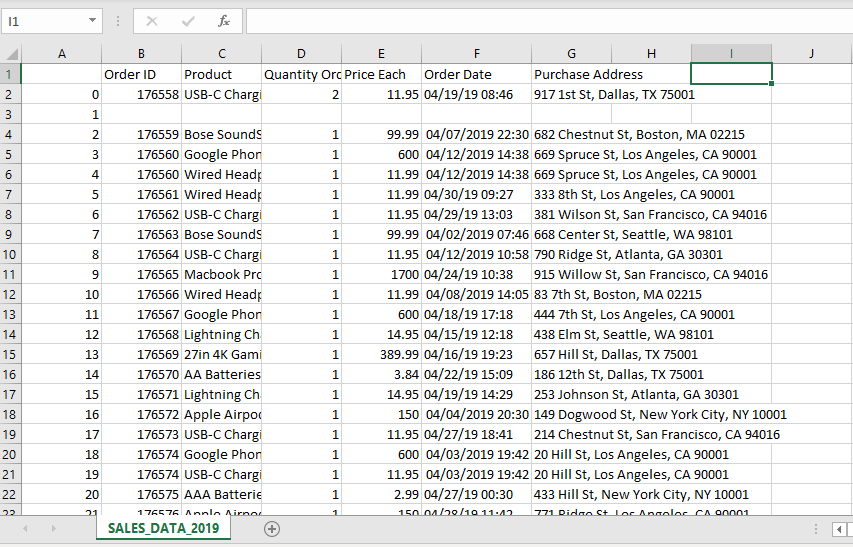 I1 fx
A B C D E F G H I J
1 Order ID Product Quantity Orc Price Each Order Date Purchase Address
2 0 176558 USB-C Chargi 2 11.95 04/19/19 08:46 917 1st St, Dallas, TX 75001
3 1
4 2 176559 Bose SoundS 1 99.99 04/07/2019 22:30 682 Chestnut St, Boston, MA 02215
5 3 176560 Google Phon 1 600 04/12/2019 14:38 669 Spruce St, Los Angeles, CA 90001
6 4 176560 Wired Headp 1 11.99 04/12/2019 14:38 669 Spruce St, Los Angeles, CA 90001
7 5 176561 Wired Headp 1 11.99 04/30/19 09:27 333 8th St, Los Angeles, CA 90001
8 6 176562 USB-C Chargi 1 11.95 04/29/19 13:03 381 Wilson St, San Francisco, CA 94016
9 7 176563 Bose SoundS 1 99.99 04/02/2019 07:46 668 Center St, Seattle, WA 98101
10 8 176564 USB-C Chargi 1 11.95 04/12/2019 10:58 790 Ridge St, Atlanta, GA 30301
11 9 176565 Macbook Pro 1 1700 04/24/19 10:38 915 Willow St, San Francisco, CA 94016
12 10 176566 Wired Headp 1 11.99 04/08/2019 14:05 83 7th St, Boston, MA 02215
13 11 176567 Google Phon 1 600 04/18/19 17:18 444 7th St, Los Angeles, CA 90001
14 12 176568 Lightning Ch 1 14.95 04/15/19 12:18 438 Elm St, Seattle, WA 98101
15 13 176569 27in 4K Gami 1 389.99 04/16/19 19:23 657 Hill St, Dallas, TX 75001
16 14 176570 AA Batteries 1 3.84 04/22/19 15:09 186 12th St, Dallas, TX 75001
17 15 176571 Lightning Ch 1 14.95 04/19/19 14:29 253 Johnson St, Atlanta, GA 30301
18 16 176572 Apple Airpoc 1 150 04/04/2019 20:30 149 Dogwood St, New York City, NY 10001
19 17 176573 USB-C Chargi 1 11.95 04/27/19 18:41 214 Chestnut St, San Francisco, CA 94016
20 18 176574 Google Phon 1 600 04/03/2019 19:42 20 Hill St, Los Angeles, CA 90001
21 19 176574 USB-C Chargi 1 11.95 04/03/2019 19:42 20 Hill St, Los Angeles, CA 90001
22 20 176575 AAA Batterie 1 2.99 04/27/19 00:30 433 Hill St, New York City, NY 10001
23 21 176576 Apple Airpoc 1 150 04/28/19 11:42 771 Ridge St, Los Angeles, CA 90001
SALES_DATA_2019